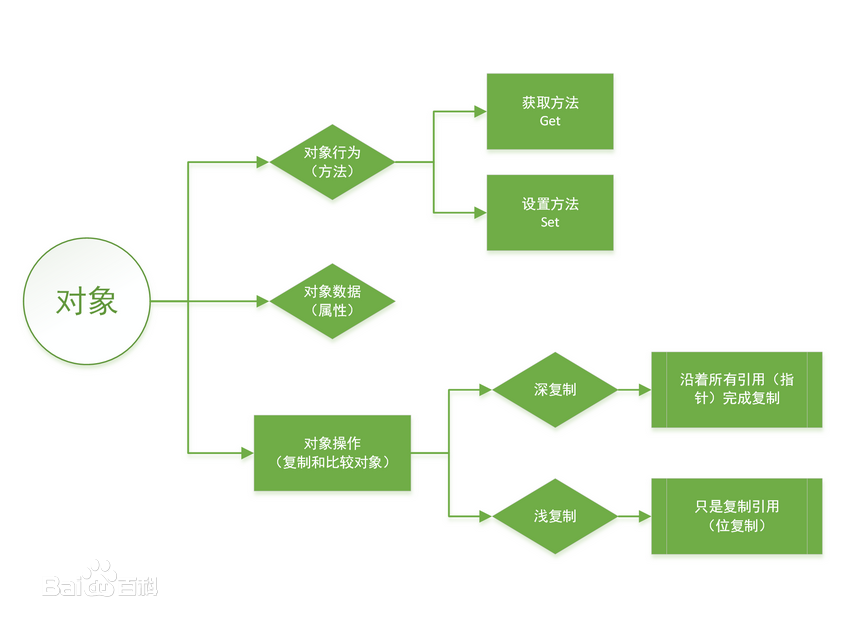 对象
对象行为
（方法）
获取方法
Get
设置方法
Set
对象数据
（属性）
对象操作
（复制和比较对象）
深复制
沿着所有引用（指
针）完成复制
浅复制
只是复制引用
（位复制）
Bai百科